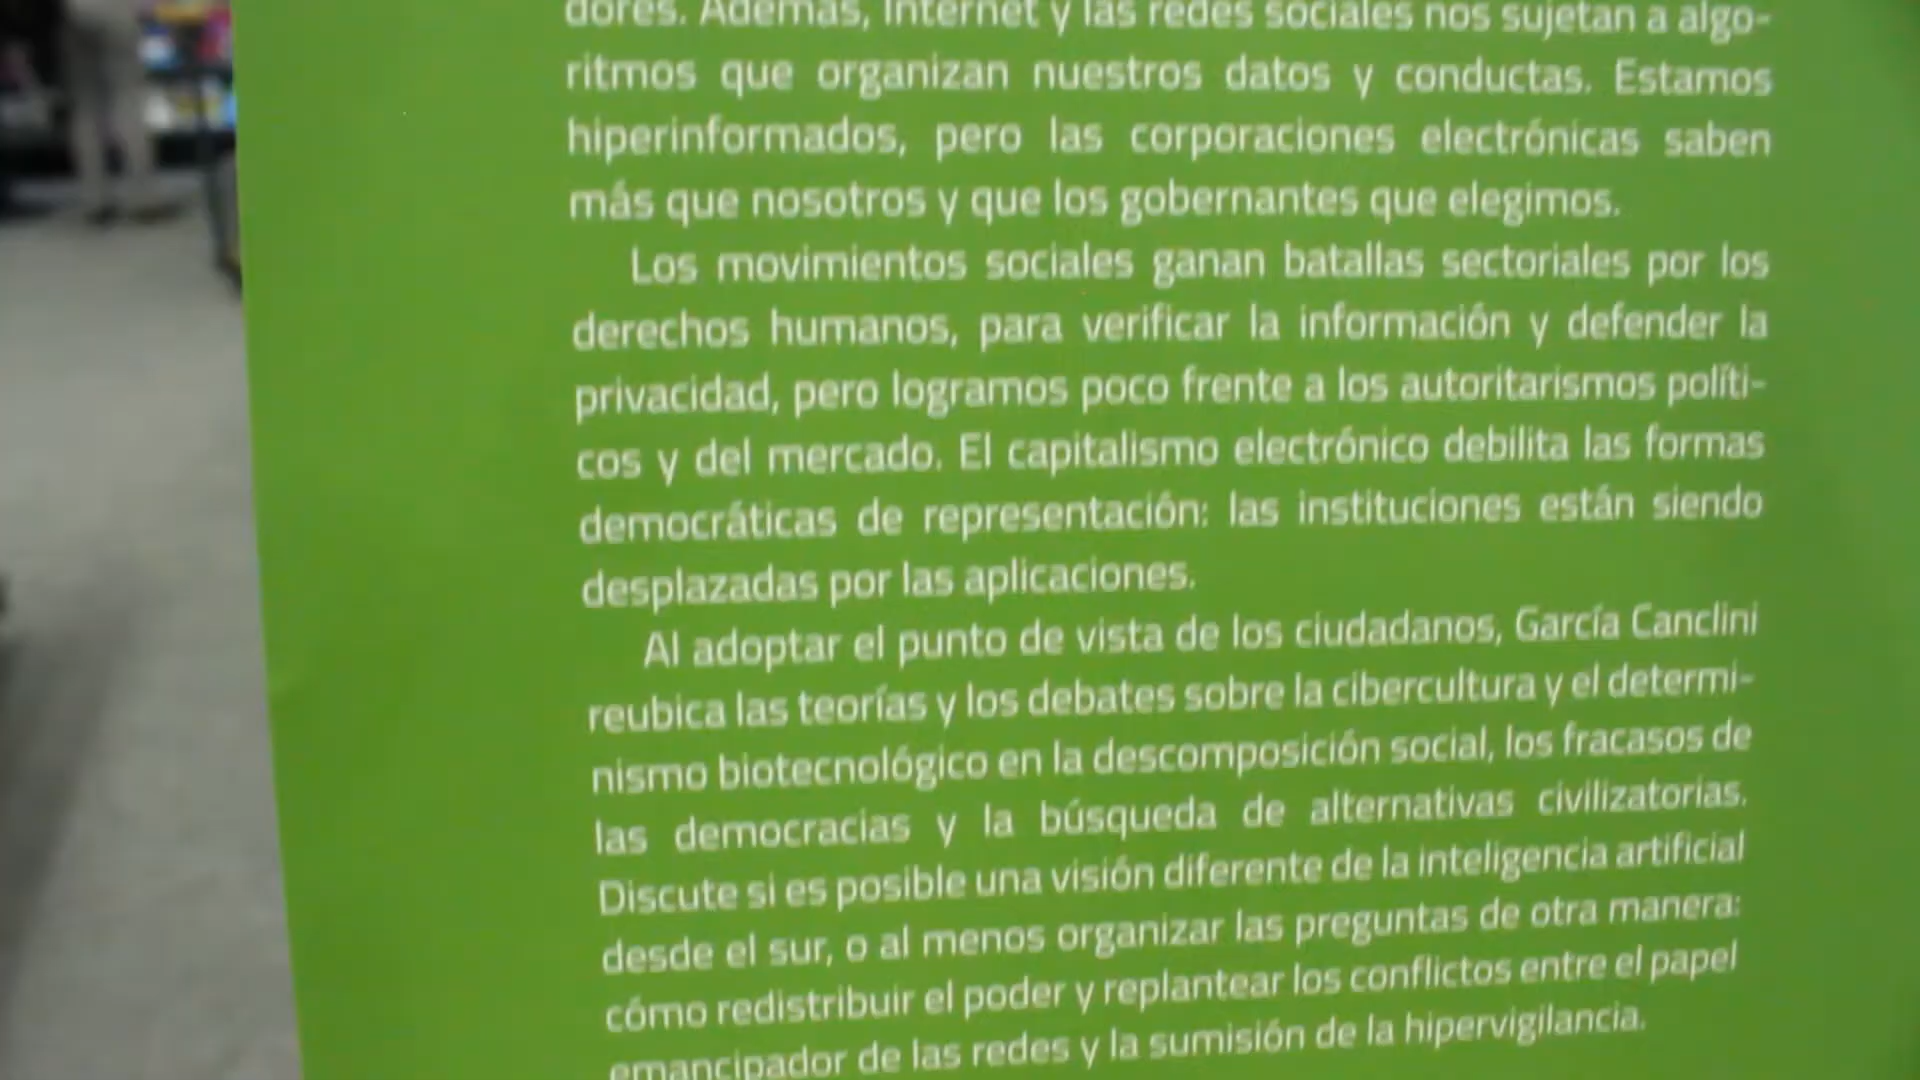 dores. Además, Internet y las redes sociales nos sujetan a algo-
ritmos que organizan nuestros datos y conductas. Estamos
hiperinformados, pero las corporaciones electrónicas saben
más que nosotros y que los gobernantes que elegimos.
Los movimientos sociales ganan batallas sectoriales por los
derechos humanos, para verificar la información y defender la
privacidad, pero logramos poco frente a los autoritarismos políti-
cos y del mercado. El capitalismo electrónico debilita las formas
democráticas de representación: las instituciones están siendo
desplazadas por las aplicaciones.
Al adoptar el punto de vista de los ciudadanos, García Canclini
reubica las teorías y los debates sobre la cibercultura y el determi-
nismo biotecnológico en la descomposición social, los fracasos de
las democracias y la búsqueda de alternativas civilizatorias.
Discute si es posible una visión diferente de la inteligencia artificial
desde el sur, o al menos organizar las preguntas de otra manera:
cómo redistribuir el poder y replantear los conflictos entre el papel
emancipador de las redes y la sumisión de la hipervigilancia.